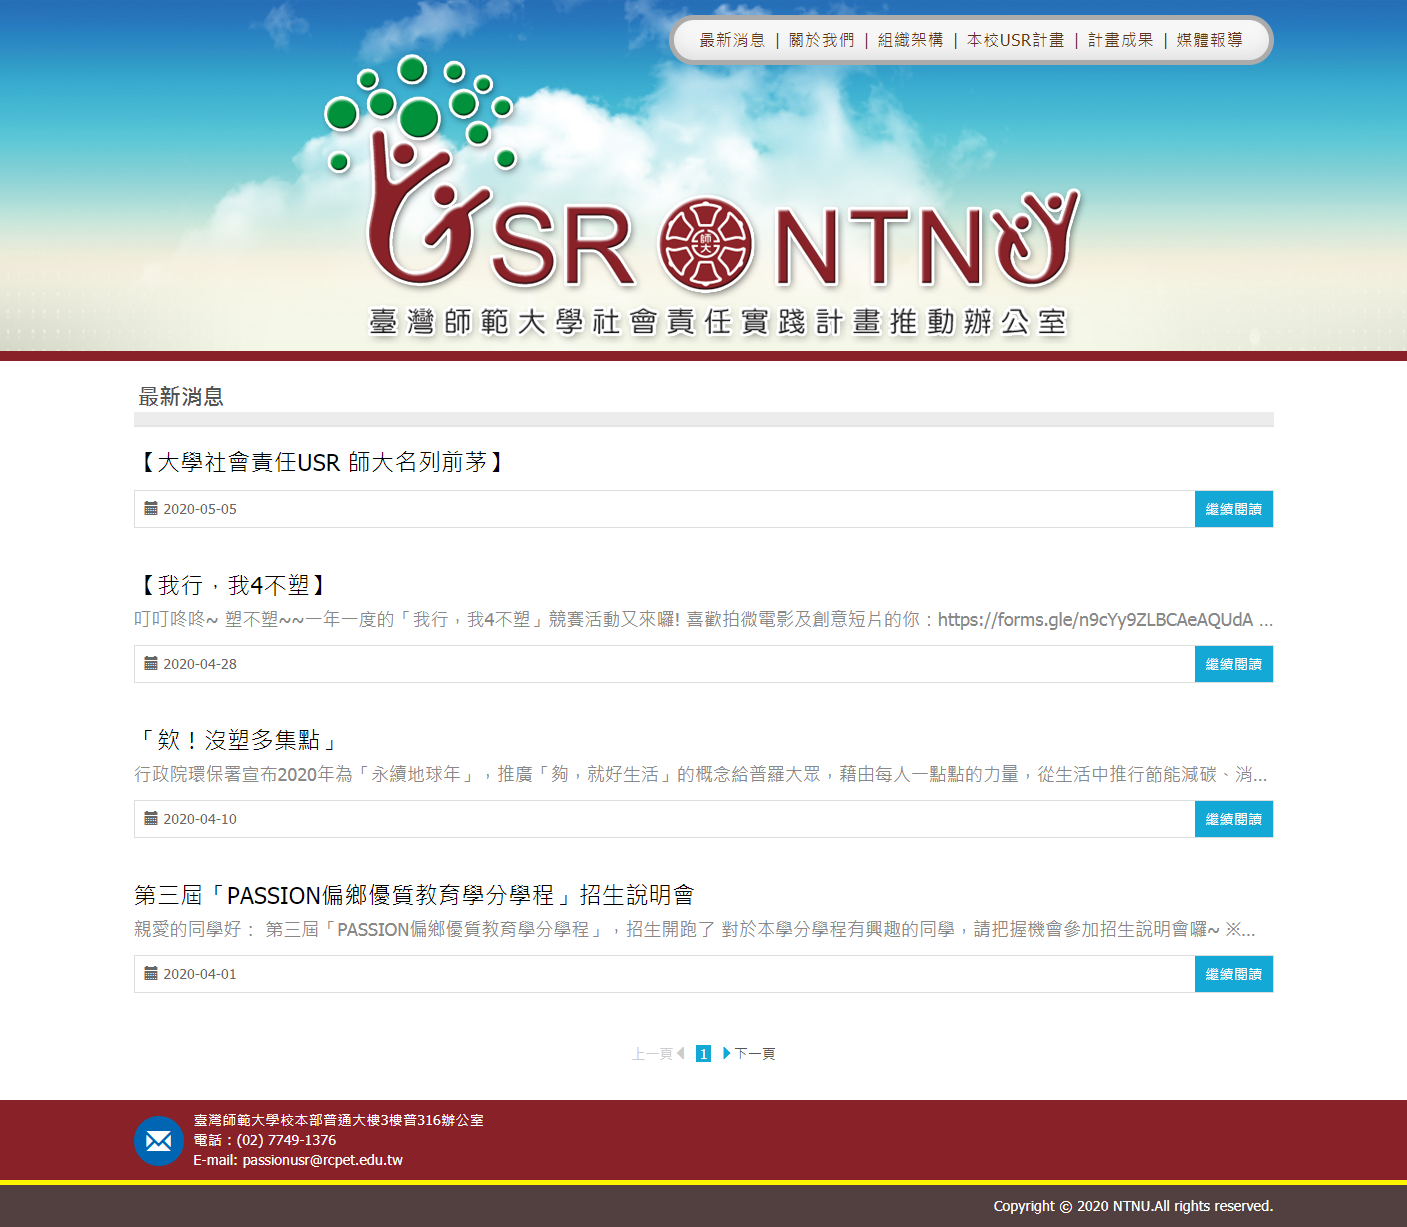 最新消息 | 關於我們 | 組織架構 | 本校USR計畫 | 計畫成果 | 媒體報導
USR 師大 NTNU
臺灣師範大學社會責任實踐計畫推動辦公室
最新消息
【大學社會責任USR 師大名列前茅】
2020-05-05 繼續閱讀
【我行，我4不塑】
叮叮咚咚~ 塑不塑~~一年一度的「我行，我4不塑」競賽活動又來囉! 喜歡拍微電影及創意短片的你：https://forms.gle/n9cYy9ZLBCAeAQUdA ...
2020-04-28 繼續閱讀
「欸！沒塑多集點」
行政院環保署宣布2020年為「永續地球年」，推廣「夠，就好生活」的概念給普羅大眾，藉由每人一點點的力量，從生活中推行節能減碳、消...
2020-04-10 繼續閱讀
第三屆「PASSION偏鄉優質教育學分學程」招生說明會
親愛的同學好： 第三屆「PASSION偏鄉優質教育學分學程」，招生開跑了 對於本學分學程有興趣的同學，請把握機會參加招生說明會囉~ ※...
2020-04-01 繼續閱讀
上一頁 1 下一頁
臺灣師範大學校本部普通大樓3樓普316辦公室
電話：(02) 7749-1376
E-mail: passionusr@rcpet.edu.tw
Copyright © 2020 NTNU.All rights reserved.